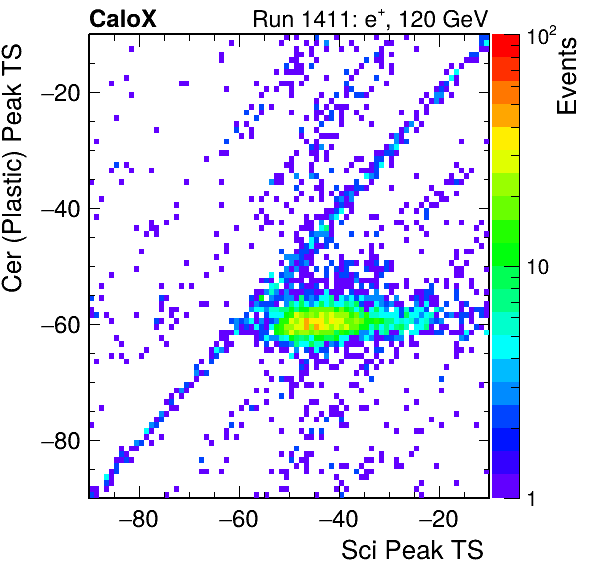 CaloX Run 1411: e⁺, 120 GeV
Cer (Plastic) Peak TS
−20
−40
−60
−80
−80 −60 −40 −20
Sci Peak TS
10²
10
1
Events